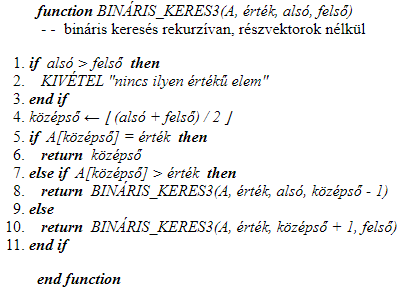 function BINÁRIS_KERES3(A, érték, alsó, felső)
- - bináris keresés rekurzívan, részvektorok nélkül
1. if alsó > felső then
2. KIVÉTEL "nincs ilyen értékű elem"
3. end if
4. középső ← ⌊ (alsó + felső) / 2 ⌋
5. if A[középső] = érték then
6. return középső
7. else if A[középső] > érték then
8. return BINÁRIS_KERES3(A, érték, alsó, középső - 1)
9. else
10. return BINÁRIS_KERES3(A, érték, középső + 1, felső)
11. end if
end function